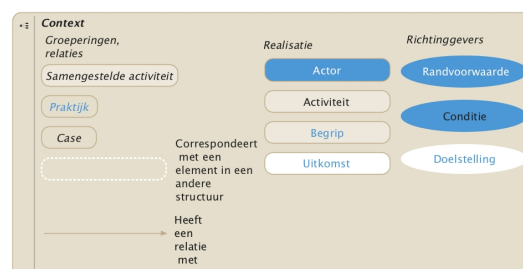 Context
Groeperingen,
relaties
Samengestelde activiteit
Praktijk
Case
Correspondeert
met een
element in een
andere
structuur
Heeft
een
relatie
met
Realisatie
Actor
Activiteit
Begrip
Uitkomst
Richtinggevers
Randvoorwaarde
Conditie
Doelstelling